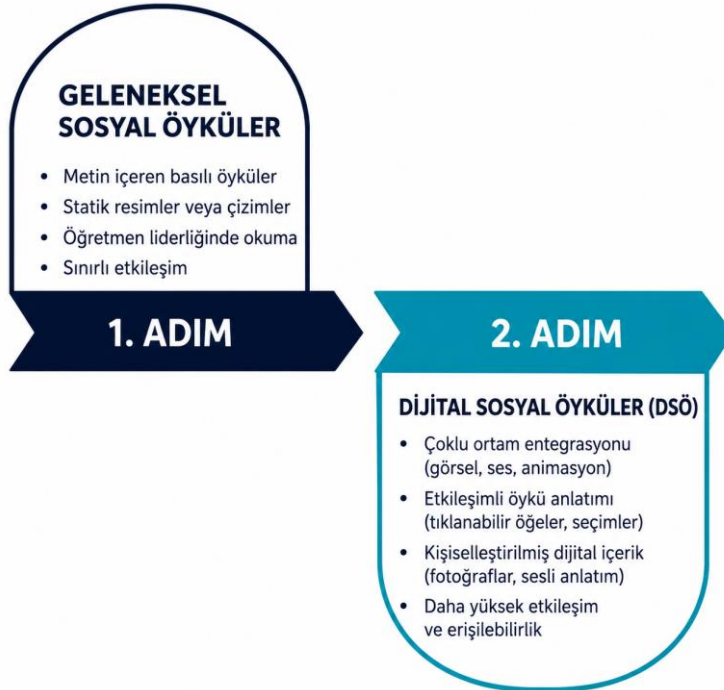 GELENEKSEL
SOSYAL ÖYKÜLER
• Metin içeren basılı öyküler
• Statik resimler veya çizimler
• Öğretmen liderliğinde okuma
• Sınırlı etkileşim
1. ADIM
2. ADIM
DİJİTAL SOSYAL ÖYKÜLER (DSÖ)
• Çoklu ortam entegrasyonu
(görsel, ses, animasyon)
• Etkileşimli öykü anlatımı
(tıklanabilir öğeler, seçimler)
• Kişiselleştirilmiş dijital içerik
(fotoğraflar, sesli anlatım)
• Daha yüksek etkileşim
ve erişilebilirlik